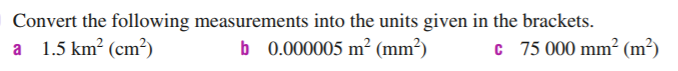 Convert the following measurements into the units given in the brackets.
a 1.5 km² (cm²) b 0.000005 m² (mm²) c 75 000 mm² (m²)